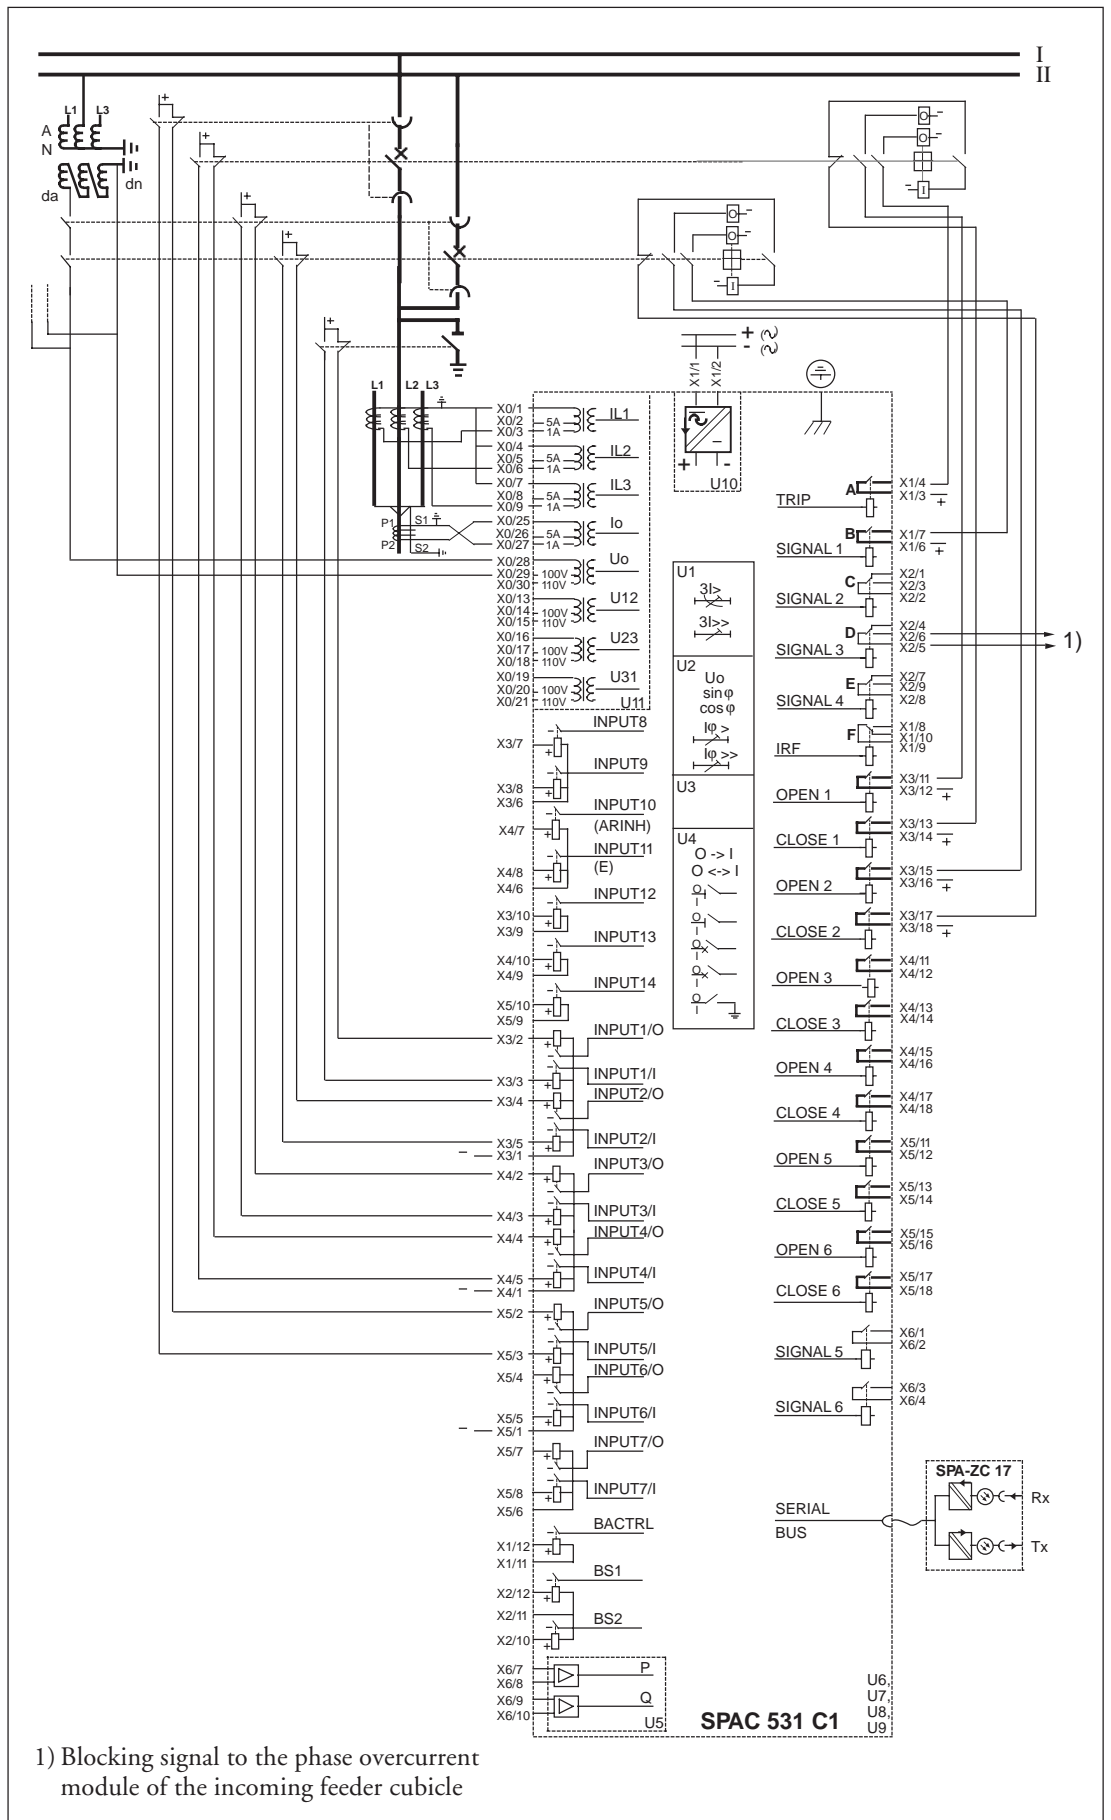 I
II
L1 L3
A
N
da
dn
+
+
+
+
+
O -
O -
- I
O -
O -
- I
+ (~)
- (~)
X1/1
X1/2
+ -
U10
L1 L2 L3
P1
P2
S1
S2
X0/1
X0/2 5A
X0/3 1A
IL1
X0/4
X0/5 5A
X0/6 1A
IL2
X0/7
X0/8 5A
X0/9 1A
IL3
X0/25
X0/26 5A
X0/27 1A
Io
X0/28
X0/29 100V
X0/30 110V
Uo
X0/13
X0/14 100V
X0/15 110V
U12
X0/16
X0/17 100V
X0/18 110V
U23
X0/19
X0/20 100V
X0/21 110V
U31
U11
INPUT8
X3/7
INPUT9
X3/8
X3/6
INPUT10
(ARINH)
X4/7
INPUT11
(E)
X4/8
X4/6
INPUT12
X3/10
X3/9
INPUT13
X4/10
X4/9
INPUT14
X5/10
X5/9
X3/2
INPUT1/O
X3/3
INPUT1/I
X3/4
INPUT2/O
X3/5
INPUT2/I
- X3/1
X4/2
INPUT3/O
X4/3
INPUT3/I
X4/4
INPUT4/O
X4/5
INPUT4/I
- X4/1
X5/2
INPUT5/O
X5/3
INPUT5/I
X5/4
INPUT6/O
X5/5
INPUT6/I
- X5/1
X5/7
INPUT7/O
X5/8
INPUT7/I
X5/6
BACTRL
X1/12
X1/11
BS1
X2/12
X2/11
BS2
X2/10
X6/7
X6/8
P
X6/9
X6/10
Q
U5
U1
3I>
3I>>
U2
Uo
sin φ
cos φ
Iφ >
Iφ >>
U3
U4
O -> I
O <-> I
O
I
O
I
O
I
O
I
O
I
TRIP
A
X1/4
X1/3 +
SIGNAL 1
B
X1/7
X1/6 +
SIGNAL 2
C
X2/1
X2/3
X2/2
SIGNAL 3
D
X2/4
X2/6
X2/5
1)
SIGNAL 4
E
X2/7
X2/9
X2/8
IRF
F
X1/8
X1/10
X1/9
OPEN 1
X3/11
X3/12 +
CLOSE 1
X3/13
X3/14 +
OPEN 2
X3/15
X3/16 +
CLOSE 2
X3/17
X3/18 +
OPEN 3
X4/11
X4/12
CLOSE 3
X4/13
X4/14
OPEN 4
X4/15
X4/16
CLOSE 4
X4/17
X4/18
OPEN 5
X5/11
X5/12
CLOSE 5
X5/13
X5/14
OPEN 6
X5/15
X5/16
CLOSE 6
X5/17
X5/18
SIGNAL 5
X6/1
X6/2
SIGNAL 6
X6/3
X6/4
SERIAL
BUS
SPA-ZC 17
Rx
Tx
SPAC 531 C1
U6,
U7,
U8,
U9
1) Blocking signal to the phase overcurrent
module of the incoming feeder cubicle